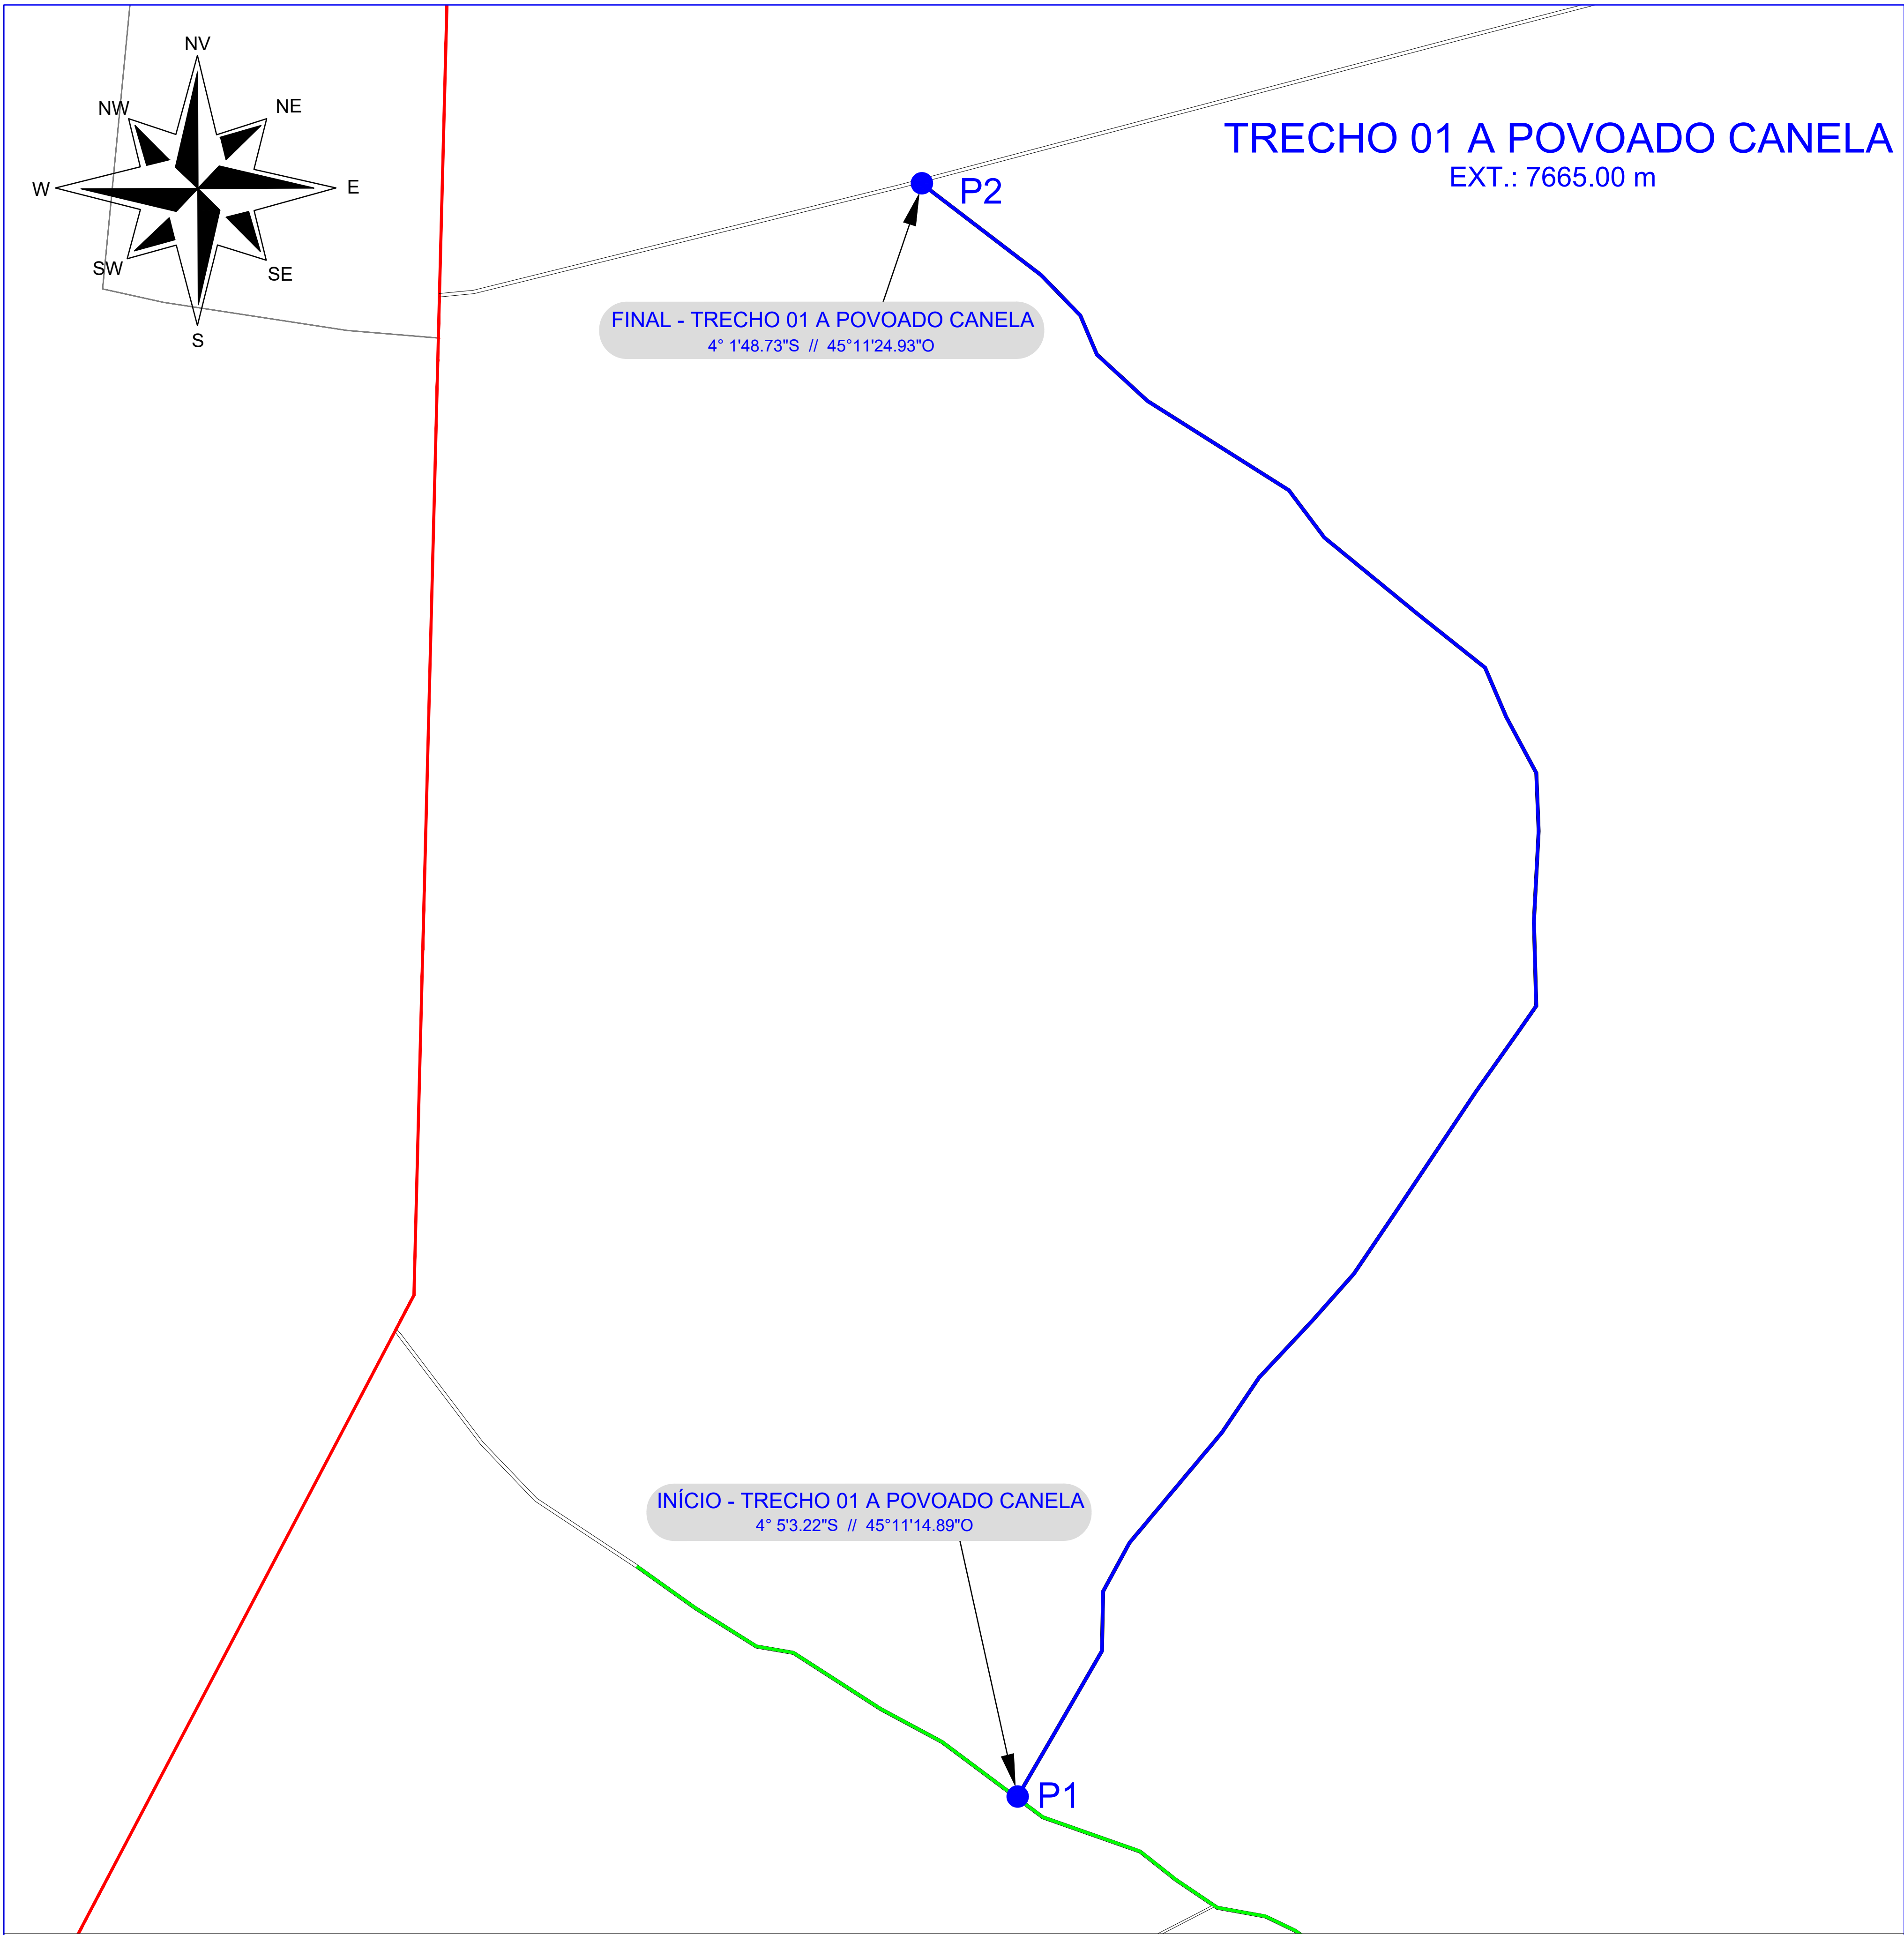 NV
NW
NE
W
E
SW
SE
S
TRECHO 01 A POVOADO CANELA
EXT.: 7665.00 m
P2
FINAL - TRECHO 01 A POVOADO CANELA
4° 1'48.73"S // 45°11'24.93"O
INÍCIO - TRECHO 01 A POVOADO CANELA
4° 5'3.22"S // 45°11'14.89"O
P1